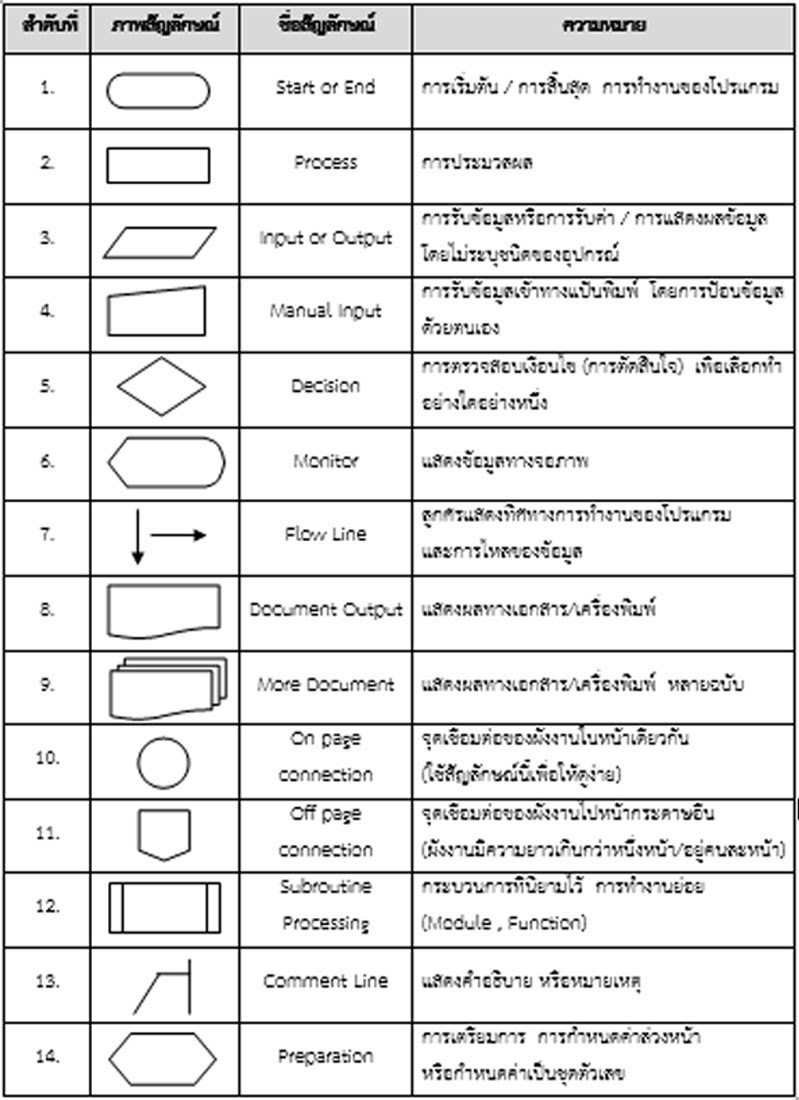 ลำดับที่ ภาพสัญลักษณ์ ชื่อสัญลักษณ์ ความหมาย
1. Start or End การเริ่มต้น / การสิ้นสุด การทำงานของโปรแกรม
2. Process การประมวลผล
3. Input or Output การรับข้อมูลหรือการรับค่า / การแสดงผลข้อมูล
โดยไม่ระบุชนิดของอุปกรณ์
4. Manual Input การรับข้อมูลเข้าทางแป้นพิมพ์ โดยการป้อนข้อมูล
ด้วยตนเอง
5. Decision การตรวจสอบเงื่อนไข (การตัดสินใจ) เพื่อเลือกทำ
อย่างใดอย่างหนึ่ง
6. Monitor แสดงข้อมูลทางจอภาพ
7. Flow Line ลูกศรแสดงทิศทางการทำงานของโปรแกรม
และการไหลของข้อมูล
8. Document Output แสดงผลทางเอกสาร/เครื่องพิมพ์
9. More Document แสดงผลทางเอกสาร/เครื่องพิมพ์ หลายฉบับ
10. On page connection จุดเชื่อมต่อของผังงานในหน้าเดียวกัน
(ใช้สัญลักษณ์นี้เพื่อให้ดูง่าย)
11. Off page connection จุดเชื่อมต่อของผังงานไปหน้ากระดาษอื่น
(ผังงานมีความยาวเกินกว่าหนึ่งหน้า/อยู่คนละหน้า)
12. Subroutine Processing กระบวนการที่นิยามไว้ การทำงานย่อย
(Module , Function)
13. Comment Line แสดงคำอธิบาย หรือหมายเหตุ
14. Preparation การเตรียมการ การกำหนดค่าล่วงหน้า
หรือกำหนดค่าเป็นชุดตัวเลข